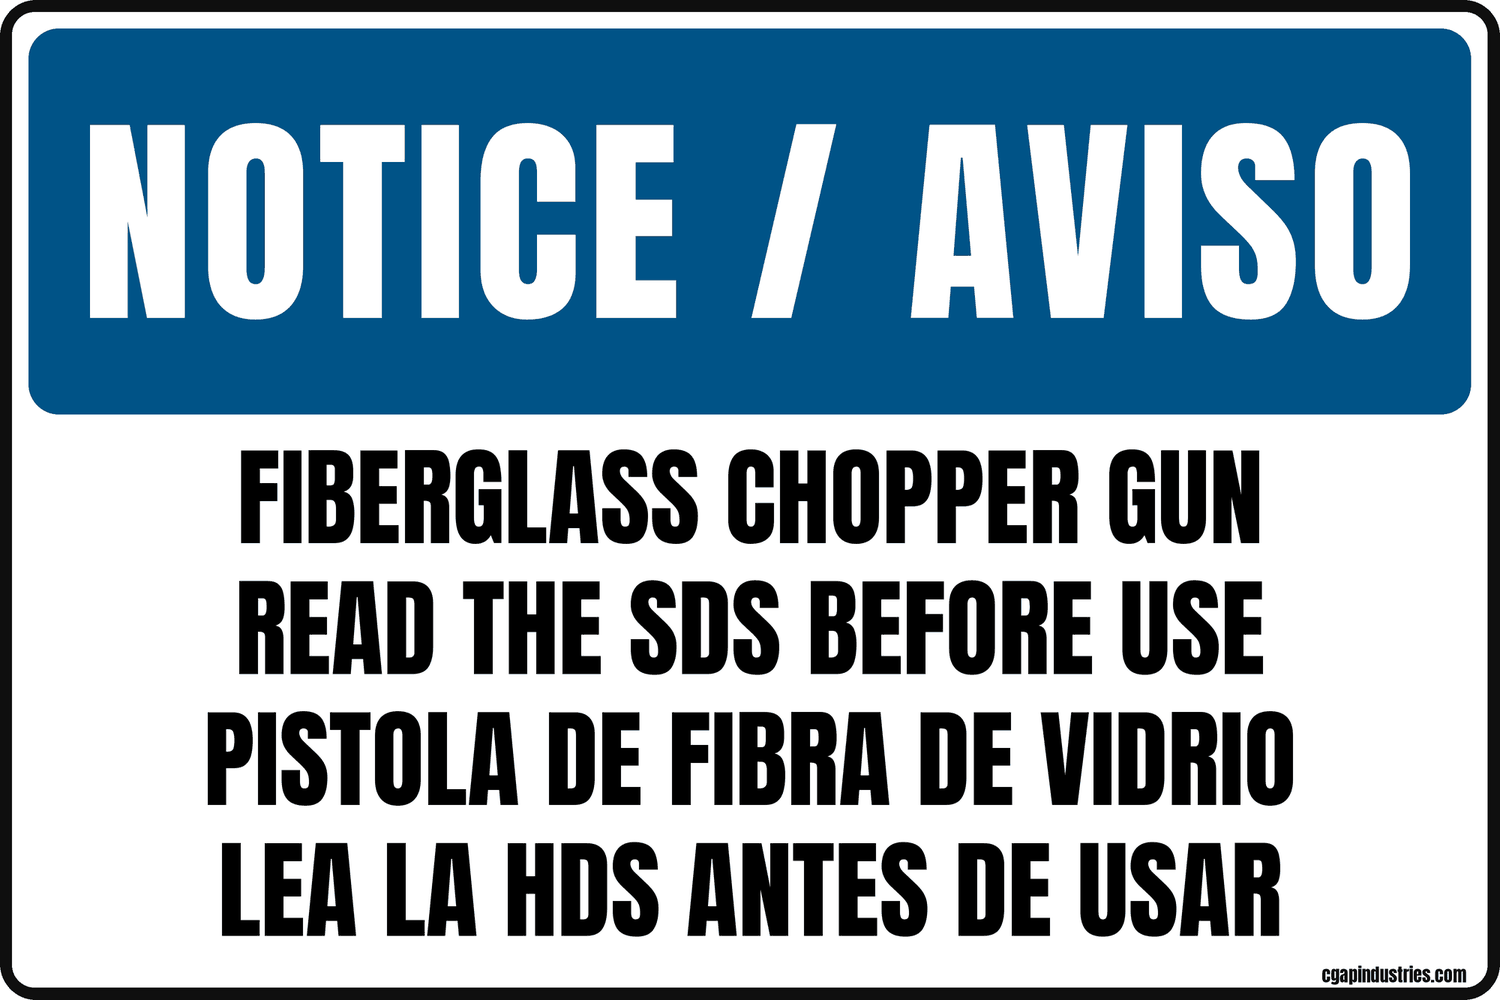 NOTICE / AVISO
FIBERGLASS CHOPPER GUN
READ THE SDS BEFORE USE
PISTOLA DE FIBRA DE VIDRIO
LEA LA HDS ANTES DE USAR
cgapindustries.com